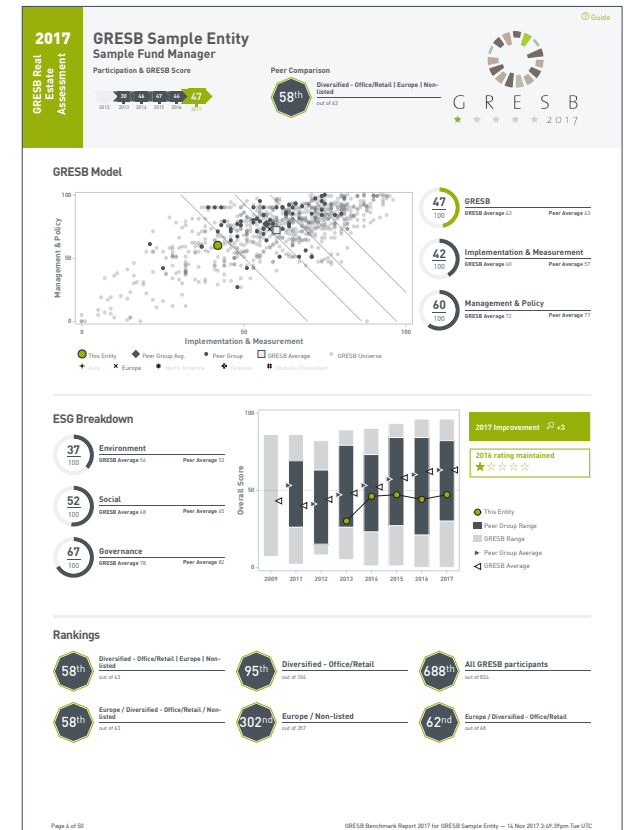 Guide
2017
GRESB Real
Estate
Assessment
GRESB Sample Entity
Sample Fund Manager
Participation & GRESB Score
Peer Comparison
30 46 47 44 47
2012 2013 2014 2015 2016 2017
58th
Diversified - Office/Retail | Europe | Non-
listed
out of 63
G R E S B
2017
GRESB Model
Management & Policy
100
50
0
0 50 100
Implementation & Measurement
This Entity Peer Group Avg. Peer Group GRESB Average GRESB Universe
Asia Europe North America Oceania Globally Diversified
47
100
GRESB
GRESB Average 63 Peer Average 63
42
100
Implementation & Measurement
GRESB Average 60 Peer Average 57
60
100
Management & Policy
GRESB Average 72 Peer Average 77
ESG Breakdown
37
100
Environment
GRESB Average 56 Peer Average 53
52
100
Social
GRESB Average 68 Peer Average 65
67
100
Governance
GRESB Average 78 Peer Average 82
Overall Score
100
50
0
2009 2011 2012 2013 2014 2015 2016 2017
2017 Improvement +3
2016 rating maintained
This Entity
Peer Group Range
GRESB Range
Peer Group Average
GRESB Average
Rankings
58th
Diversified - Office/Retail | Europe | Non-
listed
out of 63
95th
Diversified - Office/Retail
out of 104
688th
All GRESB participants
out of 824
58th
Europe / Diversified - Office/Retail / Non-
listed
out of 63
302nd
Europe / Non-listed
out of 357
62nd
Europe / Diversified - Office/Retail
out of 68
Page 4 of 50
GRESB Benchmark Report 2017 for GRESB Sample Entity — 14 Nov 2017 3:49:39pm Tue UTC